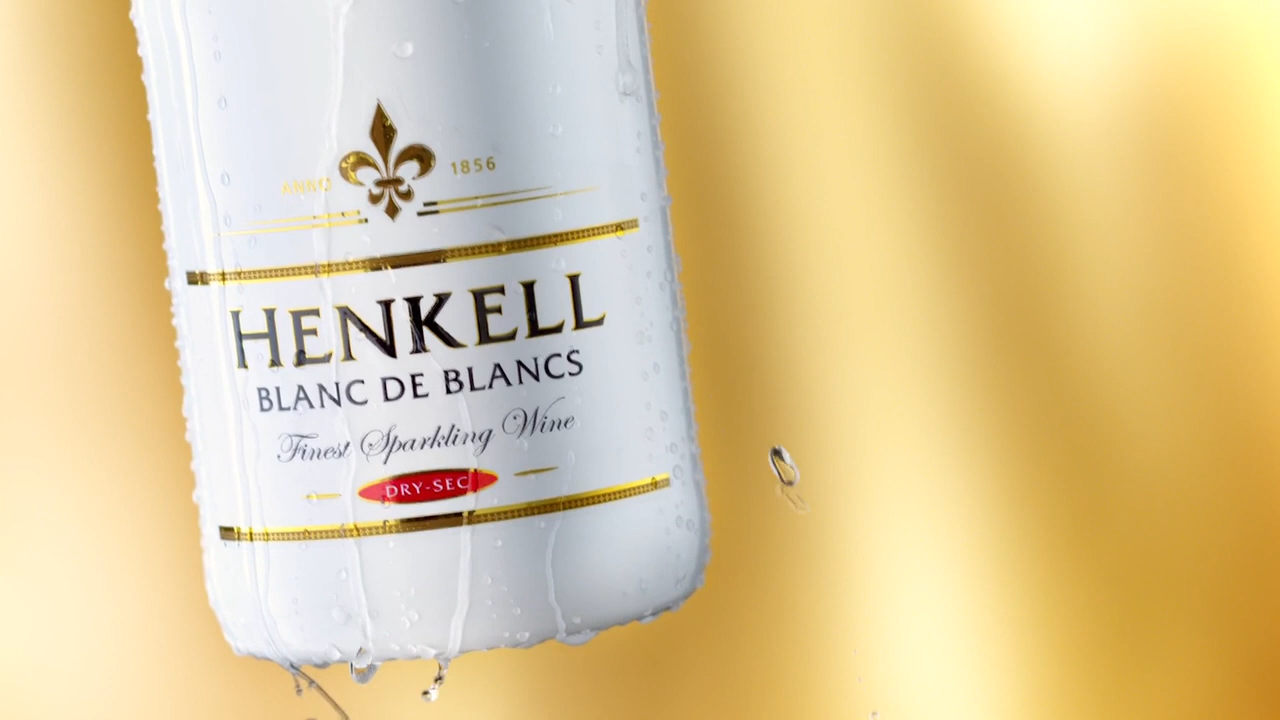 ANNO 1856
HENKELL
BLANC DE BLANCS
Finest Sparkling Wine
DRY-SEC